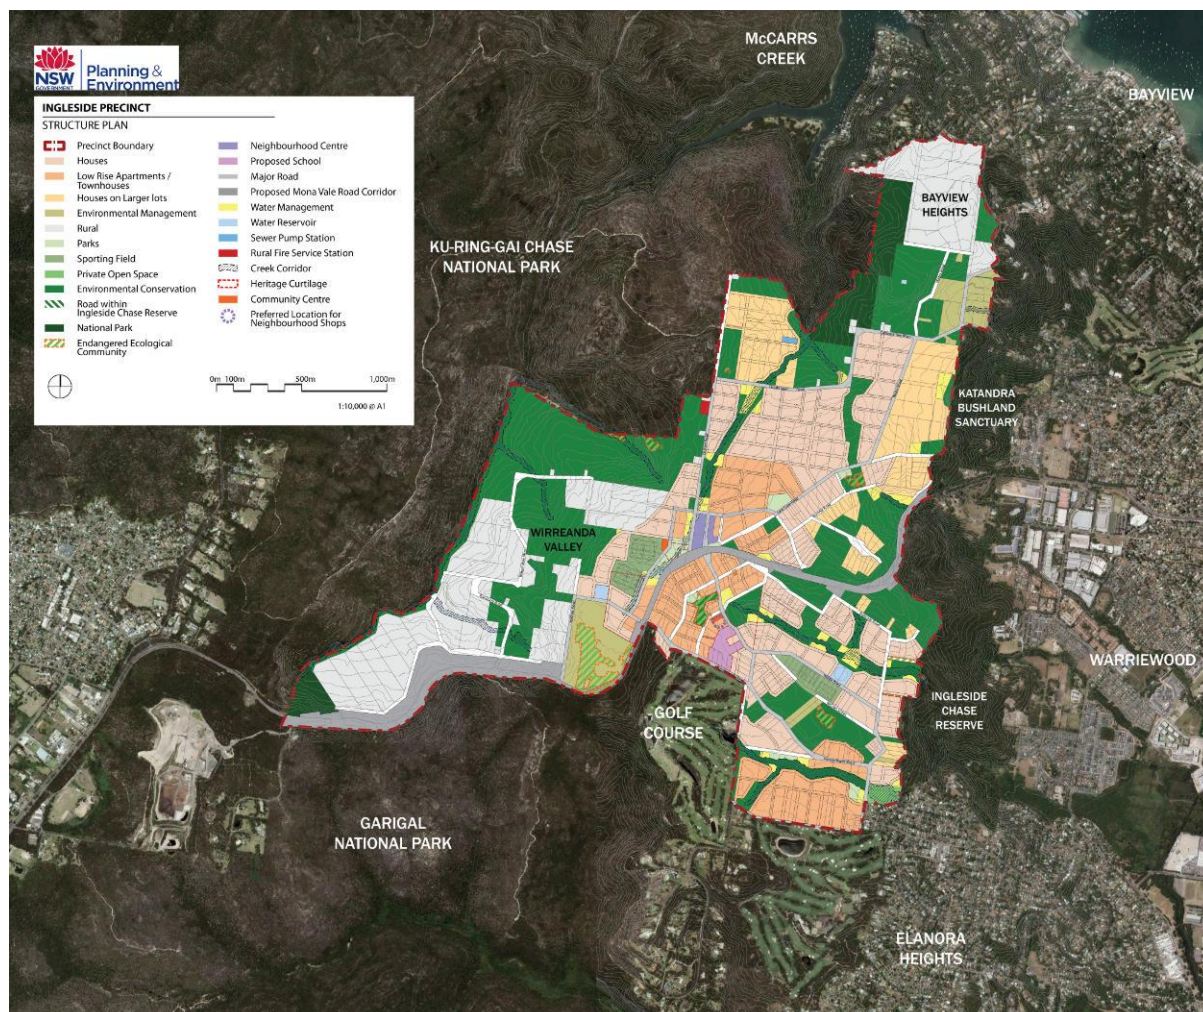 NSW
GOVERNMENT
Planning &
Environment
INGLESIDE PRECINCT
STRUCTURE PLAN
Precinct Boundary
Houses
Low Rise Apartments /
Townhouses
Houses on Larger lots
Environmental Management
Rural
Parks
Sporting Field
Private Open Space
Environmental Conservation
Road within
Ingleside Chase Reserve
National Park
Endangered Ecological
Community
Neighbourhood Centre
Proposed School
Major Road
Proposed Mona Vale Road Corridor
Water Management
Water Reservoir
Sewer Pump Station
Rural Fire Service Station
Creek Corridor
Heritage Curtilage
Community Centre
Preferred Location for
Neighbourhood Shops
0m 100m 500m 1,000m
1:10,000 @ A1
McCARRS
CREEK
BAYVIEW
BAYVIEW
HEIGHTS
KU-RING-GAI CHASE
NATIONAL PARK
KATANDRA
BUSHLAND
SANCTUARY
WIRREANDA
VALLEY
WARRIEWOOD
INGLESIDE
CHASE
RESERVE
GOLF
COURSE
GARIGAL
NATIONAL PARK
ELANORA
HEIGHTS